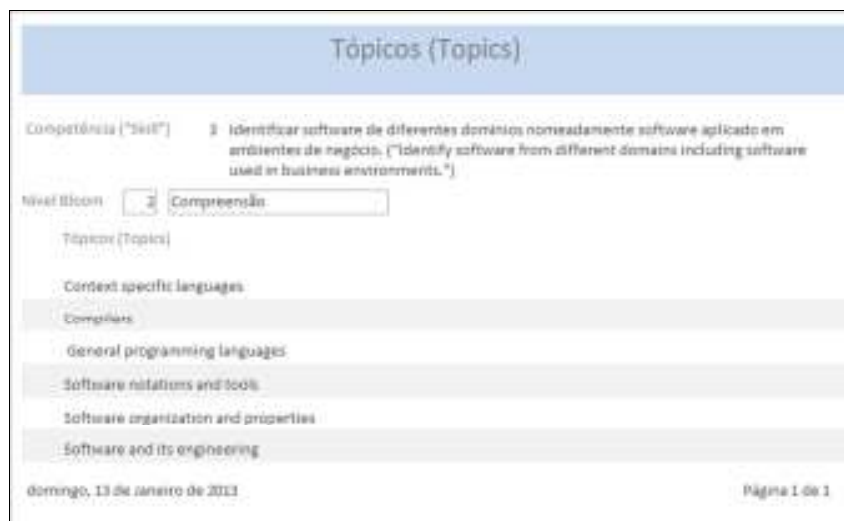 Tópicos (Topics)
Competência ("Skill") 3 Identificar software de diferentes domínios nomeadamente software aplicado em
ambientes de negócio. ("Identify software from different domains including software
used in business environments.")
Nível Bloom 2 Compreensão
Tópicos (Topics)
Context specific languages
Compilers
General programming languages
Software notations and tools
Software organization and properties
Software and its engineering
domingo, 13 de Janeiro de 2013 Página 1 de 1